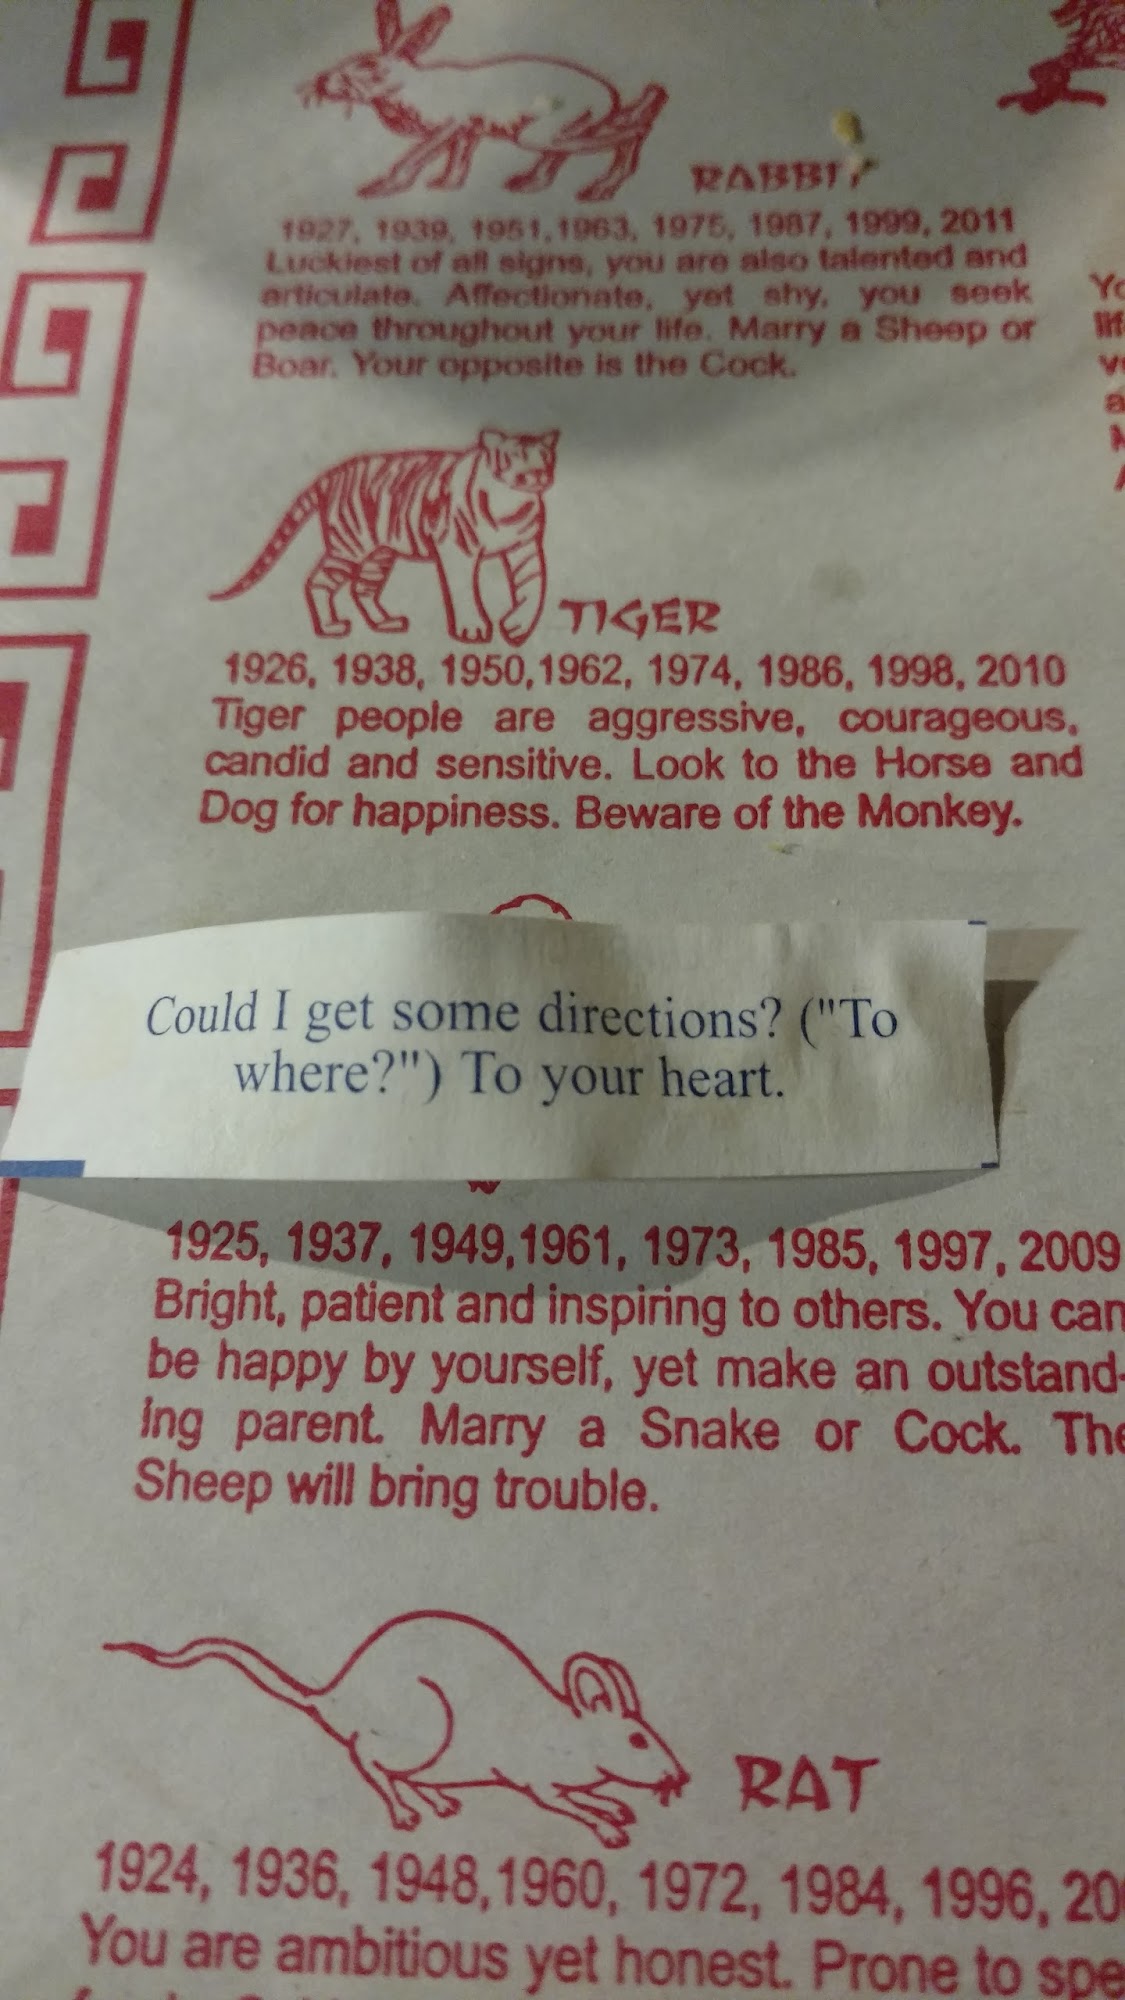 RABBIT
1927, 1939, 1951,1963, 1975, 1987, 1999, 2011
Luckiest of all signs, you are also talented and
articulate. Affectionate, yet shy, you seek
peace throughout your life. Marry a Sheep or
Boar. Your opposite is the Cock.
TIGER
1926, 1938, 1950,1962, 1974, 1986, 1998, 2010
Tiger people are aggressive, courageous,
candid and sensitive. Look to the Horse and
Dog for happiness. Beware of the Monkey.
Could I get some directions? ("To
where?") To your heart.
1925, 1937, 1949,1961, 1973, 1985, 1997, 2009
Bright, patient and inspiring to others. You can
be happy by yourself, yet make an outstand-
ing parent. Marry a Snake or Cock. The
Sheep will bring trouble.
RAT
1924, 1936, 1948,1960, 1972, 1984, 1996, 20
You are ambitious yet honest. Prone to spe